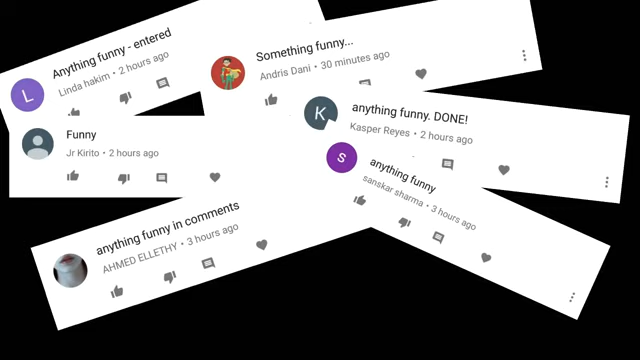 Anything funny - entered
Linda hakim • 2 hours ago
L
Something funny...
Andris Dani • 30 minutes ago
Funny
Jr Kirito • 2 hours ago
K
anything funny. DONE!
Kasper Reyes • 2 hours ago
S
anything funny
sanskar sharma • 3 hours ago
anything funny in comments
AHMED ELLETHY • 3 hours ago